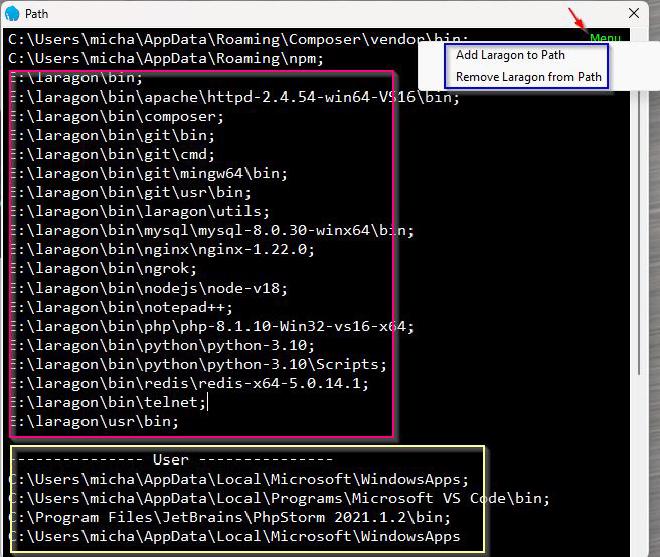 Path
C:\Users\micha\AppData\Roaming\Composer\vendor\bin;
Menu
Add Laragon to Path
Remove Laragon from Path
C:\Users\micha\AppData\Roaming\npm;
E:\laragon\bin;
E:\laragon\bin\apache\httpd-2.4.54-win64-VS16\bin;
E:\laragon\bin\composer;
E:\laragon\bin\git\bin;
E:\laragon\bin\git\cmd;
E:\laragon\bin\git\mingw64\bin;
E:\laragon\bin\git\usr\bin;
E:\laragon\bin\laragon\utils;
E:\laragon\bin\mysql\mysql-8.0.30-winx64\bin;
E:\laragon\bin\nginx\nginx-1.22.0;
E:\laragon\bin\ngrok;
E:\laragon\bin\nodejs\node-v18;
E:\laragon\bin\notepad++;
E:\laragon\bin\php\php-8.1.10-Win32-vs16-x64;
E:\laragon\bin\python\python-3.10;
E:\laragon\bin\python\python-3.10\Scripts;
E:\laragon\bin\redis\redis-x64-5.0.14.1;
E:\laragon\bin\telnet;
E:\laragon\usr\bin;
--------------- User ---------------
C:\Users\micha\AppData\Local\Microsoft\WindowsApps;
C:\Users\micha\AppData\Local\Programs\Microsoft VS Code\bin;
C:\Program Files\JetBrains\PhpStorm 2021.1.2\bin;
C:\Users\micha\AppData\Local\Microsoft\WindowsApps